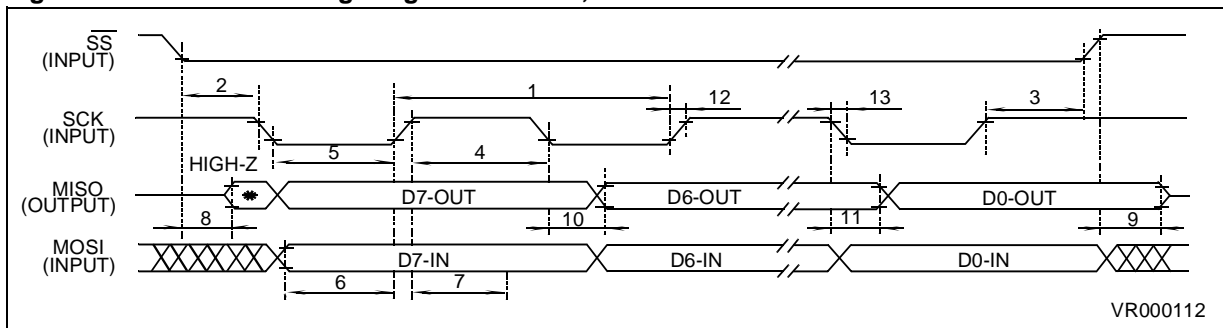 SS
(INPUT)
2
1
12
13
3
SCK
(INPUT)
5
4
HIGH-Z
MISO
(OUTPUT)
*
D7-OUT
D6-OUT
D0-OUT
8
10
11
9
MOSI
(INPUT)
D7-IN
D6-IN
D0-IN
6
7
VR000112